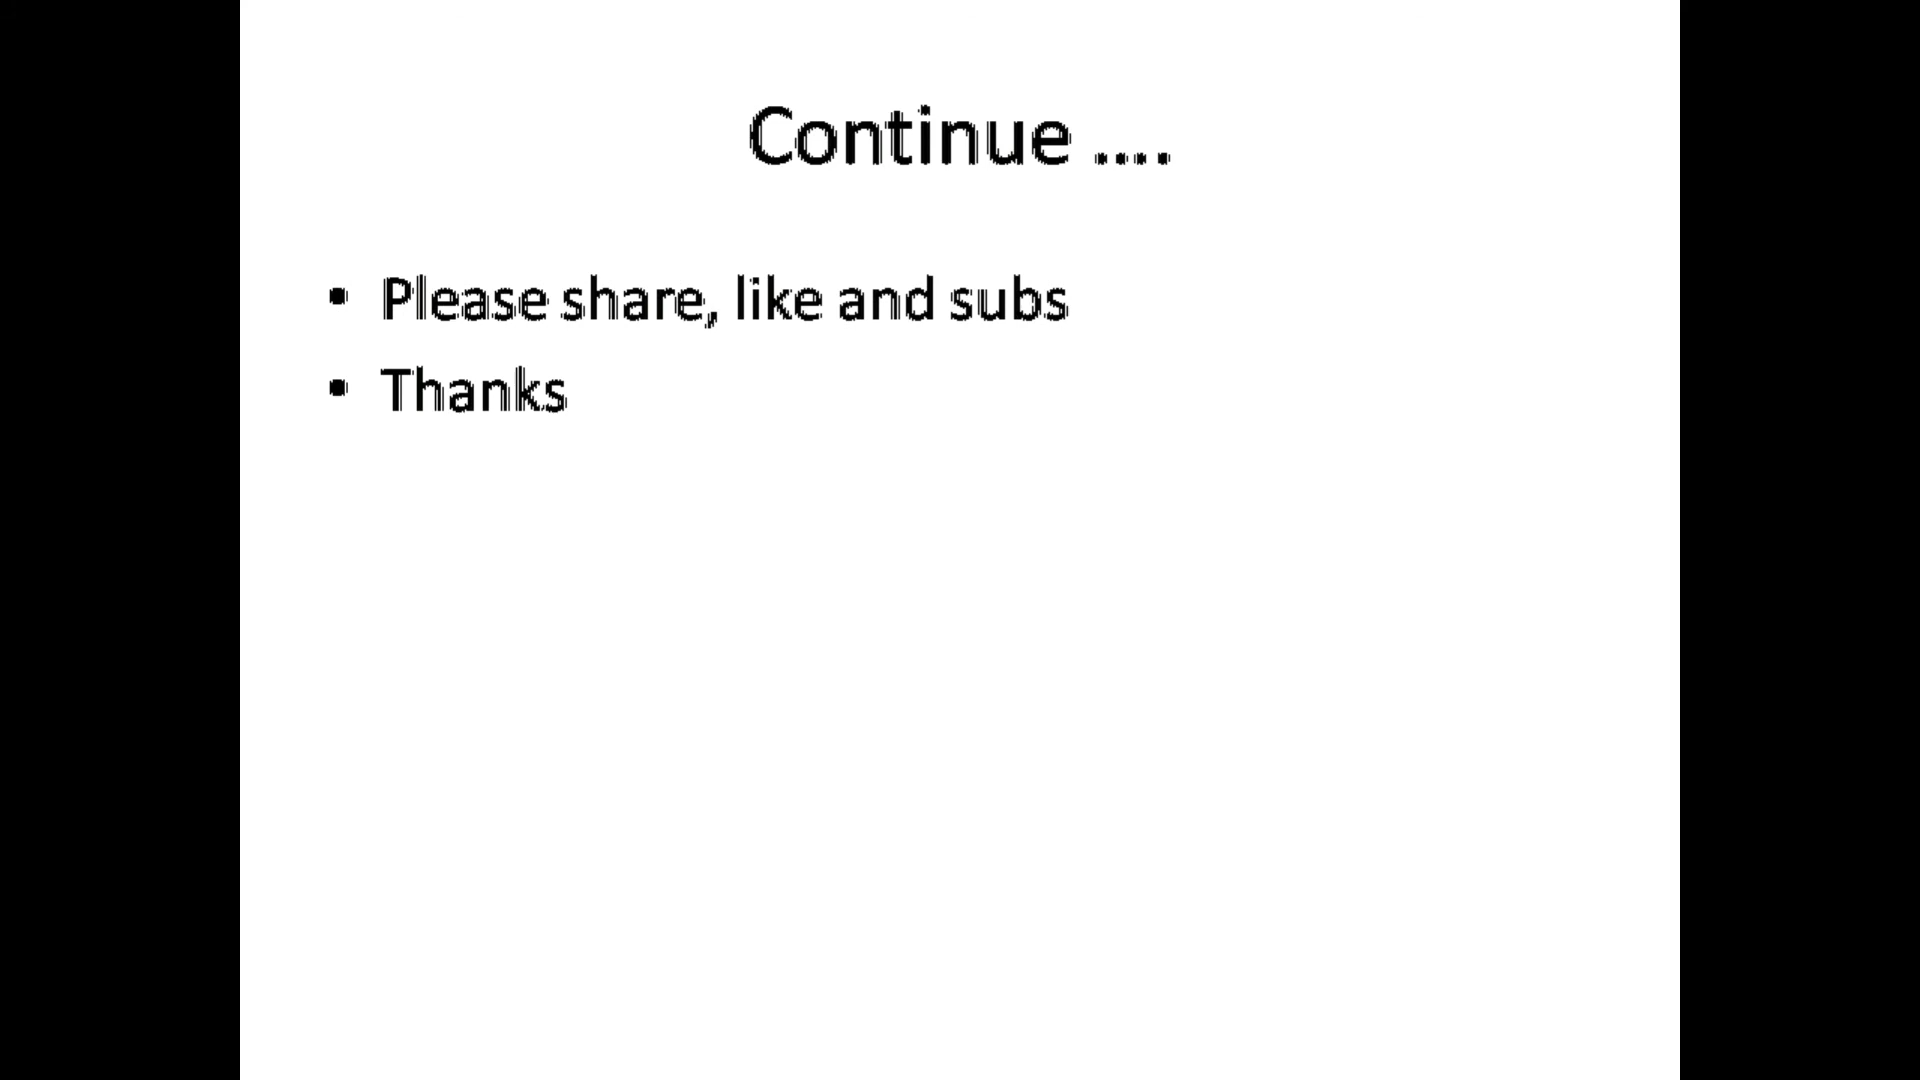 Continue ....
• Please share, like and subs
• Thanks